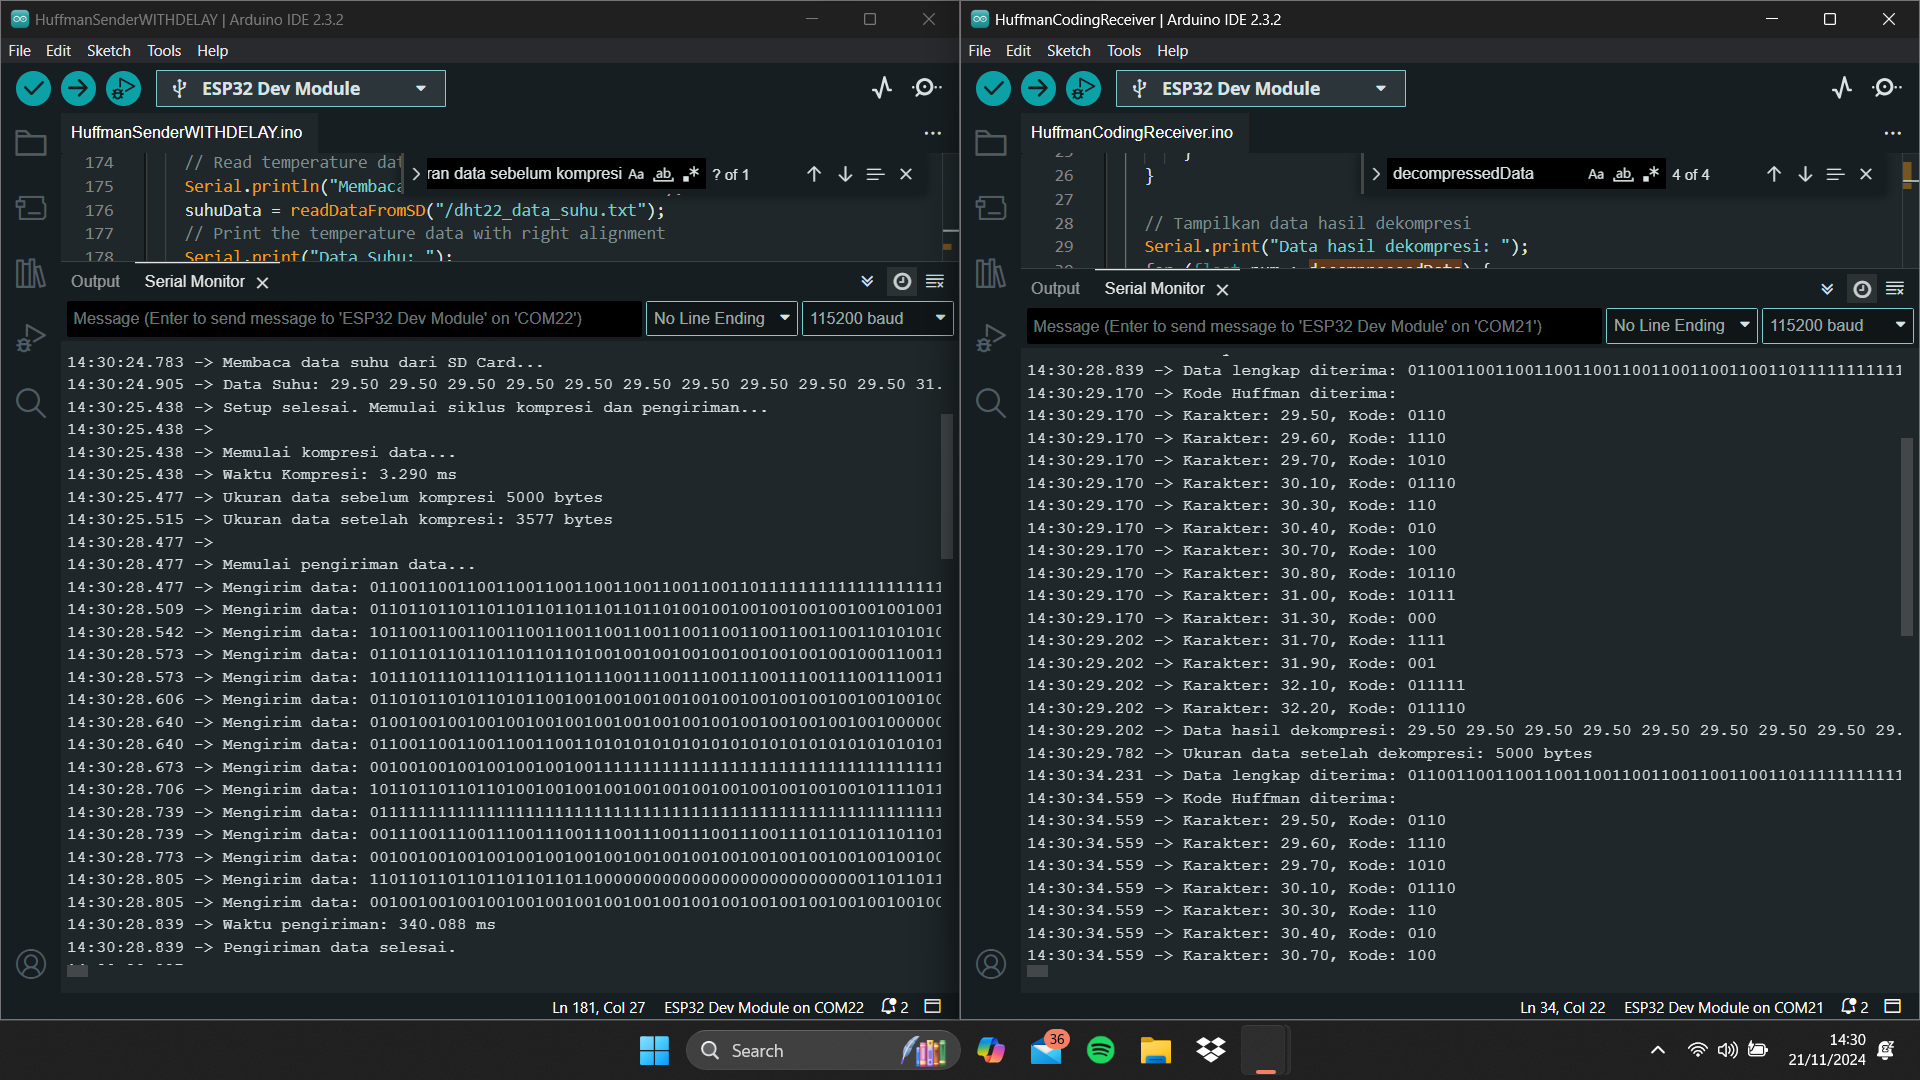 HuffmanSenderWITHDELAY | Arduino IDE 2.3.2
File Edit Sketch Tools Help
ESP32 Dev Module
HuffmanSenderWITHDELAY.ino
174 // Read temperature dat
175 Serial.println("Membaca
176 suhuData = readDataFromSD("/dht22_data_suhu.txt");
177 // Print the temperature data with right alignment
178 Serial.print("Data Suhu: ");
ran data sebelum kompresi Aa ab .* ? of 1
Output Serial Monitor
Message (Enter to send message to 'ESP32 Dev Module' on 'COM22') No Line Ending 115200 baud
14:30:24.783 -> Membaca data suhu dari SD Card...
14:30:24.905 -> Data Suhu: 29.50 29.50 29.50 29.50 29.50 29.50 29.50 29.50 29.50 29.50 31.
14:30:25.438 -> Setup selesai. Memulai siklus kompresi dan pengiriman...
14:30:25.438 ->
14:30:25.438 -> Memulai kompresi data...
14:30:25.438 -> Waktu Kompresi: 3.290 ms
14:30:25.477 -> Ukuran data sebelum kompresi 5000 bytes
14:30:25.515 -> Ukuran data setelah kompresi: 3577 bytes
14:30:28.477 ->
14:30:28.477 -> Memulai pengiriman data...
14:30:28.477 -> Mengirim data:
14:30:28.509 -> Mengirim data:
14:30:28.542 -> Mengirim data:
14:30:28.573 -> Mengirim data:
14:30:28.573 -> Mengirim data:
14:30:28.606 -> Mengirim data:
14:30:28.640 -> Mengirim data:
14:30:28.640 -> Mengirim data:
14:30:28.673 -> Mengirim data:
14:30:28.706 -> Mengirim data:
14:30:28.739 -> Mengirim data:
14:30:28.739 -> Mengirim data:
14:30:28.773 -> Mengirim data:
14:30:28.805 -> Mengirim data:
14:30:28.805 -> Mengirim data:
14:30:28.839 -> Waktu pengiriman: 340.088 ms
14:30:28.839 -> Pengiriman data selesai.
Ln 181, Col 27 ESP32 Dev Module on COM22 2
HuffmanCodingReceiver | Arduino IDE 2.3.2
File Edit Sketch Tools Help
ESP32 Dev Module
HuffmanCodingReceiver.ino
25 }
26 }
27
28 // Tampilkan data hasil dekompresi
29 Serial.print("Data hasil dekompresi: ");
decompressedData Aa ab .* 4 of 4
Output Serial Monitor
Message (Enter to send message to 'ESP32 Dev Module' on 'COM21') No Line Ending 115200 baud
14:30:28.839 -> Data lengkap diterima:
14:30:29.170 -> Kode Huffman diterima:
14:30:29.170 -> Karakter: 29.50, Kode: 0110
14:30:29.170 -> Karakter: 29.60, Kode: 1110
14:30:29.170 -> Karakter: 29.70, Kode: 1010
14:30:29.170 -> Karakter: 30.10, Kode: 01110
14:30:29.170 -> Karakter: 30.30, Kode: 110
14:30:29.170 -> Karakter: 30.40, Kode: 010
14:30:29.170 -> Karakter: 30.70, Kode: 100
14:30:29.170 -> Karakter: 30.80, Kode: 10110
14:30:29.170 -> Karakter: 31.00, Kode: 10111
14:30:29.170 -> Karakter: 31.30, Kode: 000
14:30:29.202 -> Karakter: 31.70, Kode: 1111
14:30:29.202 -> Karakter: 31.90, Kode: 001
14:30:29.202 -> Karakter: 32.10, Kode: 011111
14:30:29.202 -> Karakter: 32.20, Kode: 011110
14:30:29.202 -> Data hasil dekompresi: 29.50 29.50 29.50 29.50 29.50 29.50 29.50 29.50 29.
14:30:29.782 -> Ukuran data setelah dekompresi: 5000 bytes
14:30:34.231 -> Data lengkap diterima:
14:30:34.559 -> Kode Huffman diterima:
14:30:34.559 -> Karakter: 29.50, Kode: 0110
14:30:34.559 -> Karakter: 29.60, Kode: 1110
14:30:34.559 -> Karakter: 29.70, Kode: 1010
14:30:34.559 -> Karakter: 30.10, Kode: 01110
14:30:34.559 -> Karakter: 30.30, Kode: 110
14:30:34.559 -> Karakter: 30.40, Kode: 010
14:30:34.559 -> Karakter: 30.70, Kode: 100
Ln 34, Col 22 ESP32 Dev Module on COM21 2
Search
36
14:30
21/11/2024